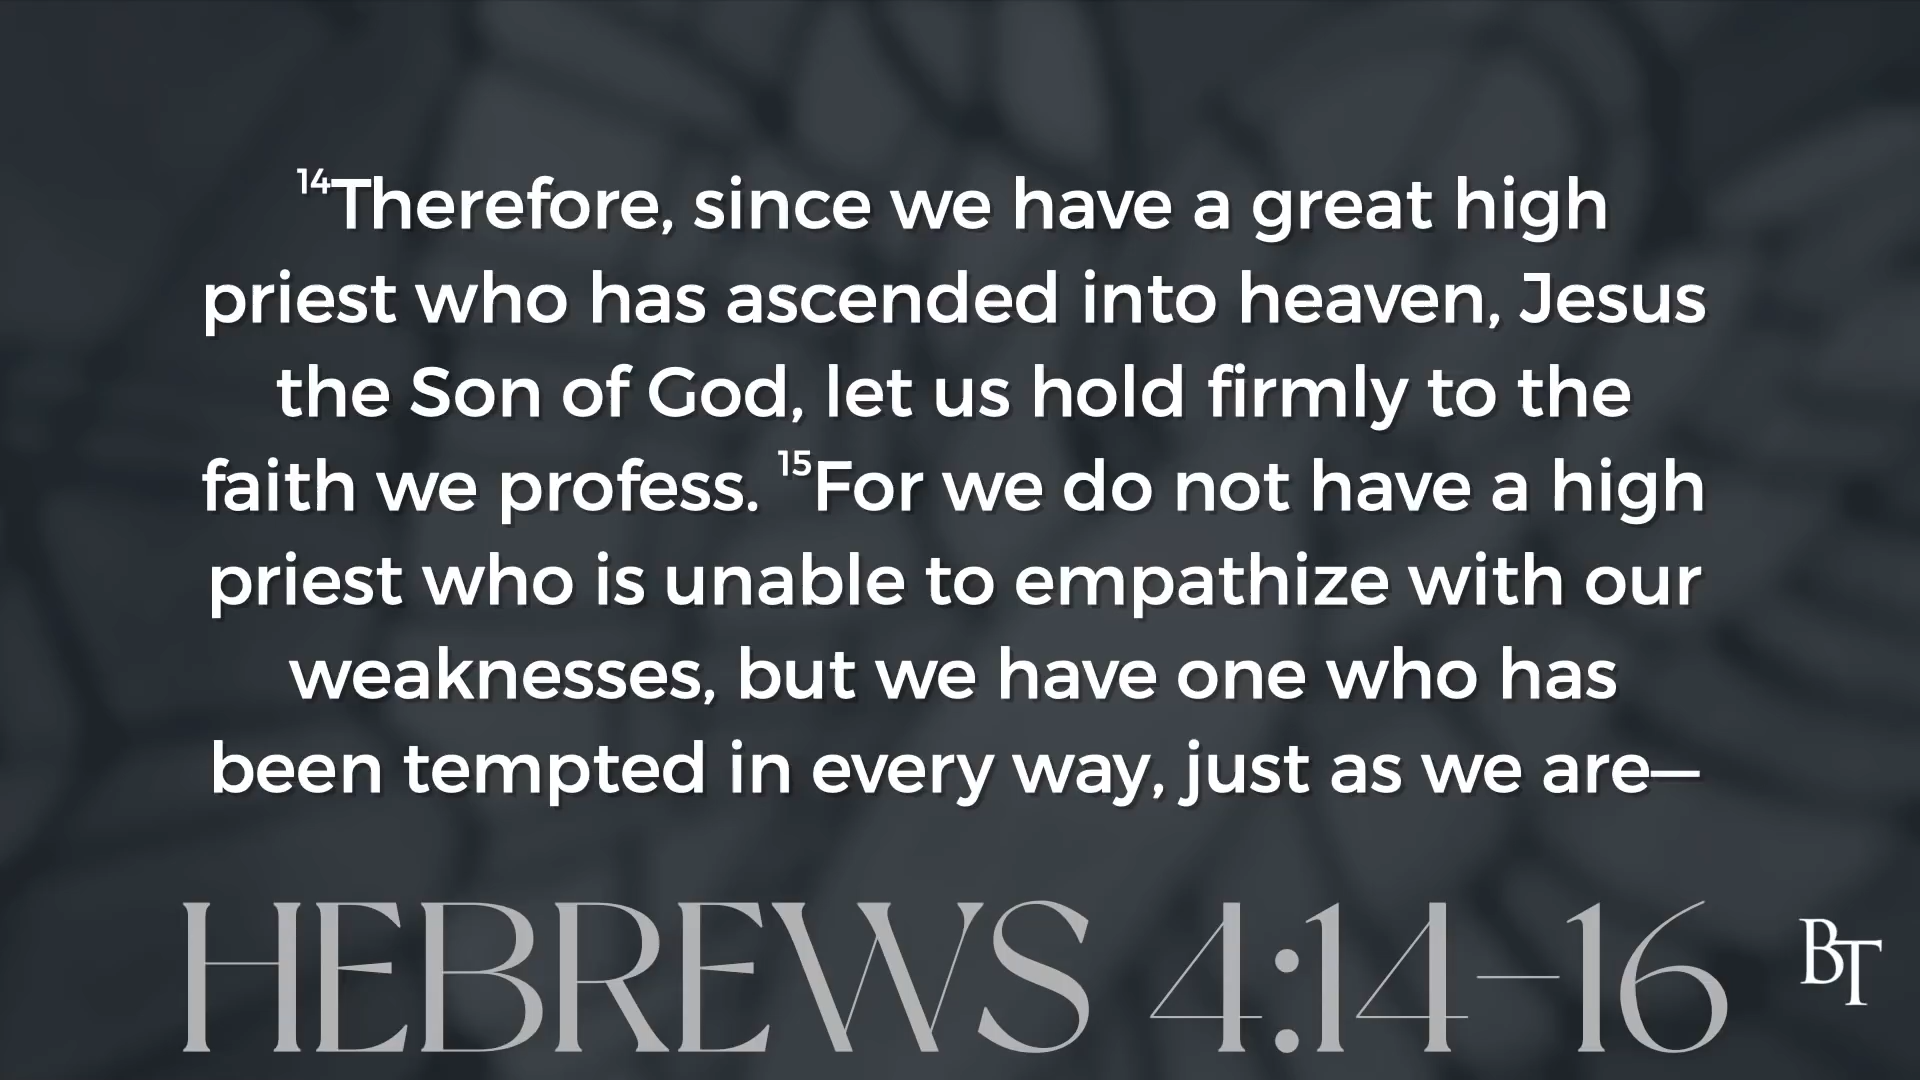 14Therefore, since we have a great high
priest who has ascended into heaven, Jesus
the Son of God, let us hold firmly to the
faith we profess. 15For we do not have a high
priest who is unable to empathize with our
weaknesses, but we have one who has
been tempted in every way, just as we are—
HEBREWS 4:14–16
BT